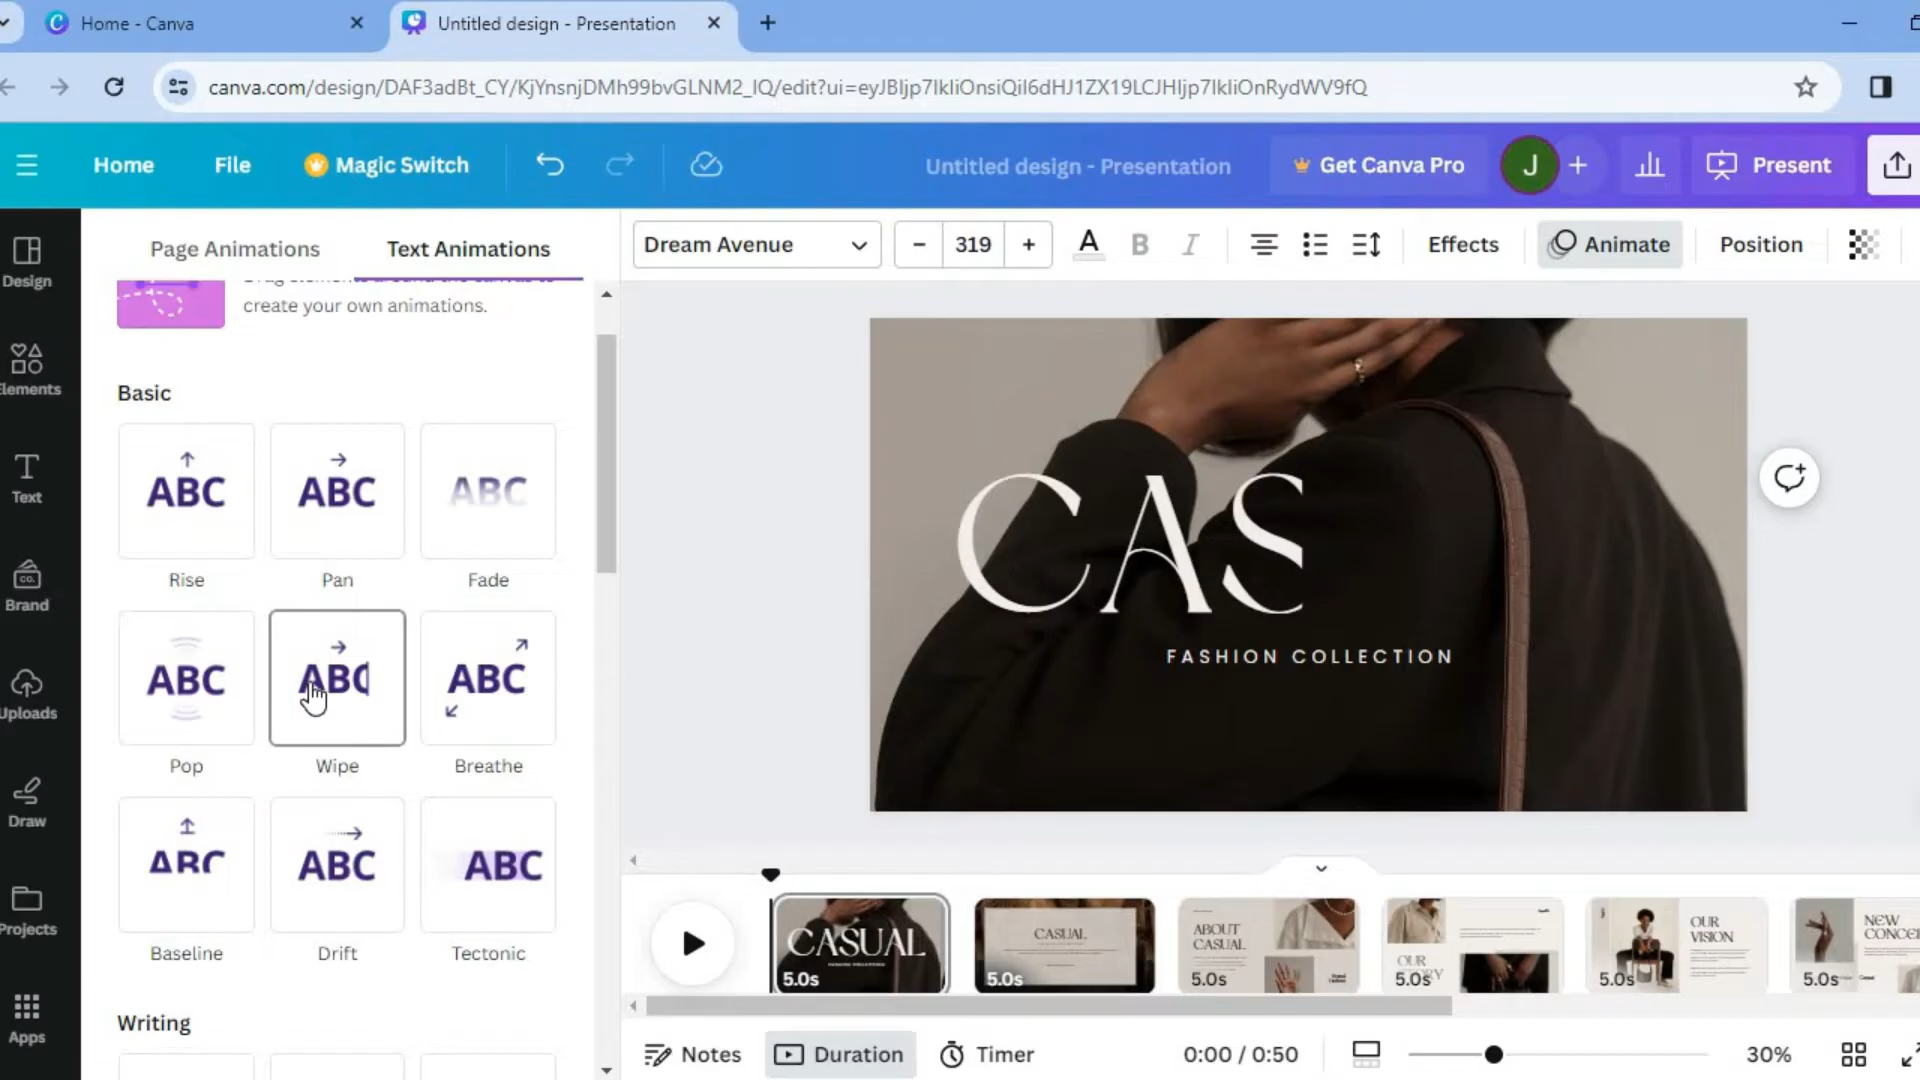 Home - Canva
Untitled design - Presentation
canva.com/design/DAF3adBt_CY/KjYnsnjDMh99bvGLNM2_IQ/edit?ui=eyJBIjp7IkIiOnsiQiI6dHJ1ZX19LCJHIjp7IkIiOnRydWV9fQ
Home
File
Magic Switch
Untitled design - Presentation
Get Canva Pro
J
Present
Design
Elements
Text
Brand
Uploads
Draw
Projects
Apps
Page Animations
Text Animations
create your own animations.
Basic
ABC
ABC
ABC
Rise
Pan
Fade
ABC
ABC
ABC
Pop
Wipe
Breathe
ABC
ABC
ABC
Baseline
Drift
Tectonic
Writing
Dream Avenue
319
A
B
I
Effects
Animate
Position
CAS
FASHION COLLECTION
CASUAL
5.0s
CASUAL
5.0s
ABOUT
CASUAL
5.0s
OUR
STORY
5.0s
OUR
VISION
5.0s
NEW
5.0s
Notes
Duration
Timer
0:00 / 0:50
30%